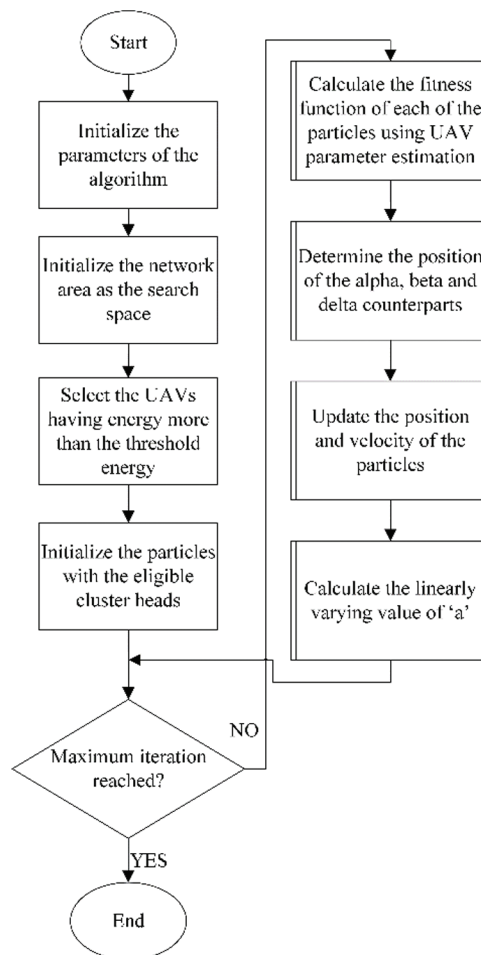 Start
Initialize the
parameters of the
algorithm
Initialize the network
area as the search
space
Select the UAVs
having energy more
than the threshold
energy
Initialize the particles
with the eligible
cluster heads
Maximum iteration
reached?
YES
End
NO
Calculate the fitness
function of each of the
particles using UAV
parameter estimation
Determine the position
of the alpha, beta and
delta counterparts
Update the position
and velocity of the
particles
Calculate the linearly
varying value of ‘a’